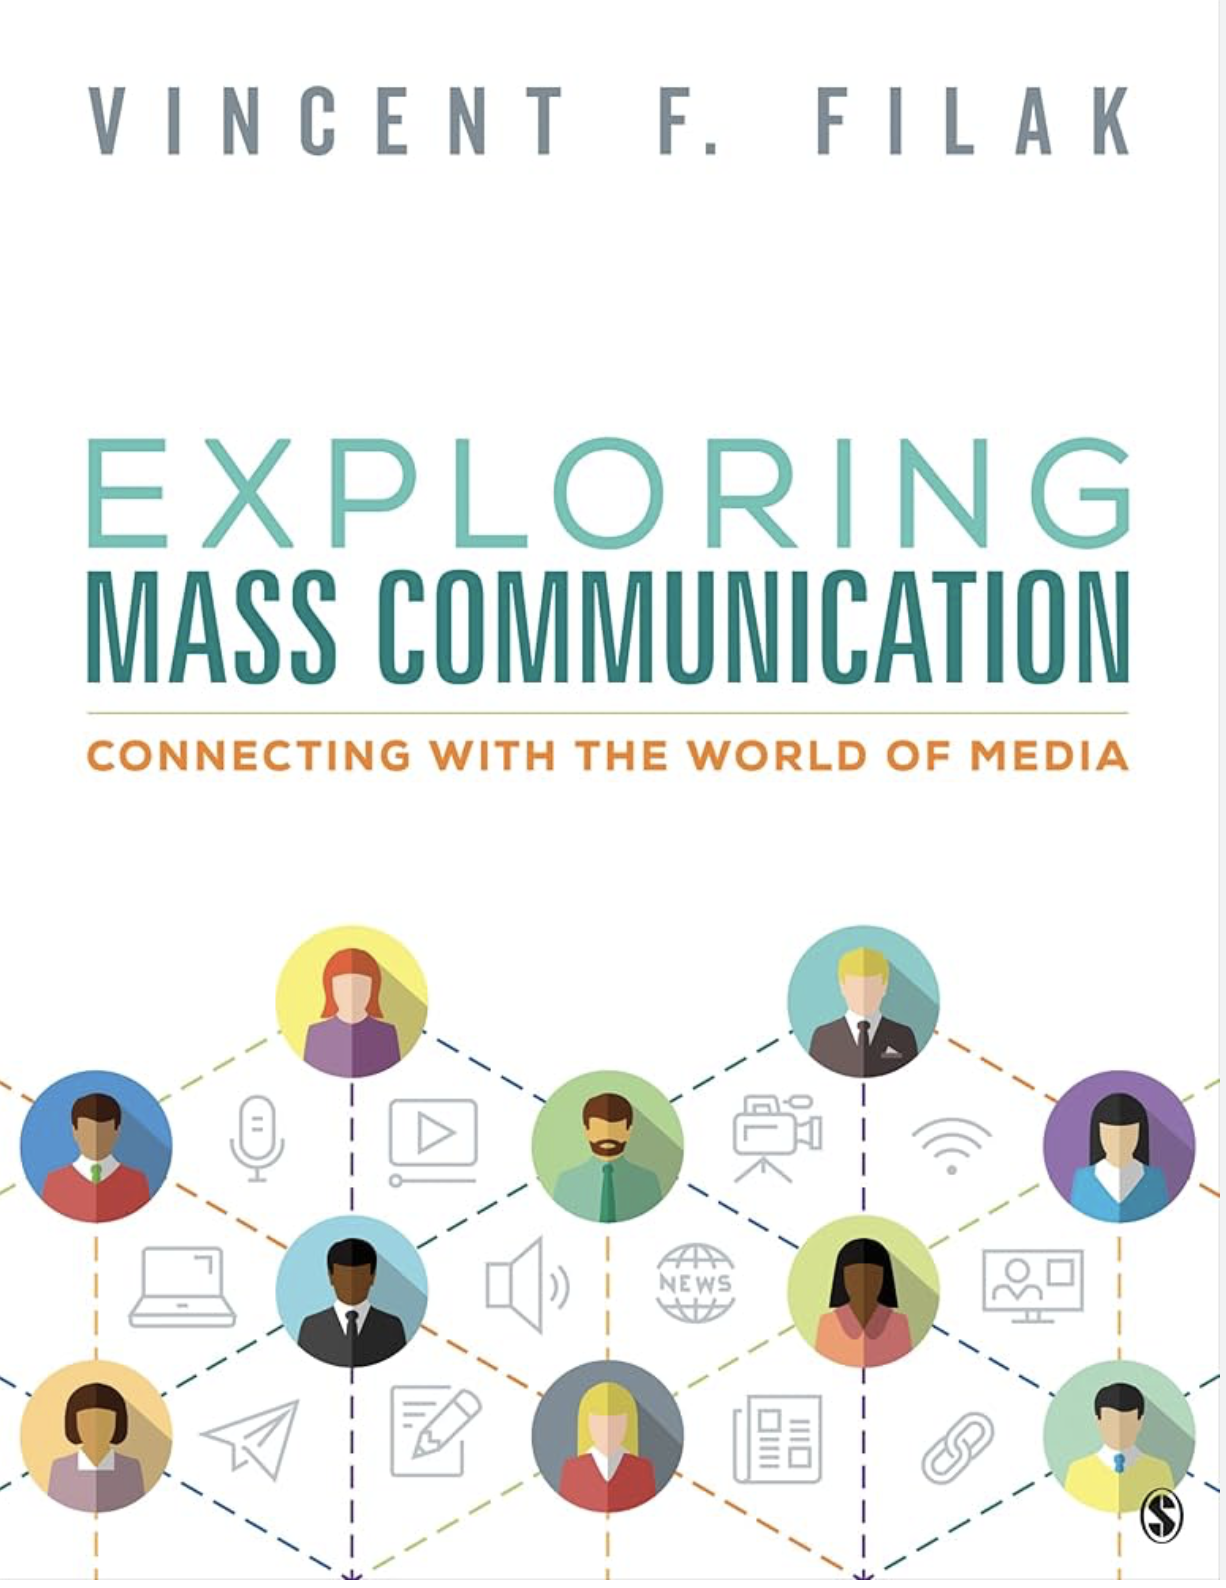 VINCENT F. FILAK
EXPLORING
MASS COMMUNICATION
CONNECTING WITH THE WORLD OF MEDIA
NEWS
S